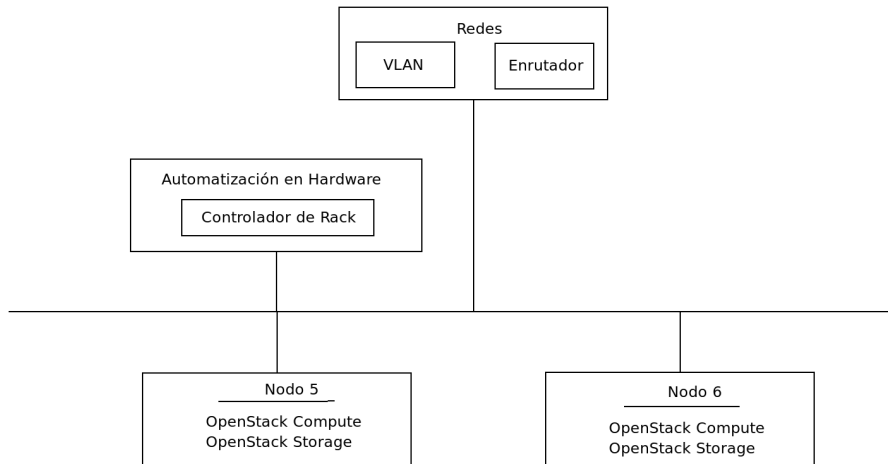 Redes
VLAN
Enrutador
Automatización en Hardware
Controlador de Rack
Nodo 5
OpenStack Compute
OpenStack Storage
Nodo 6
OpenStack Compute
OpenStack Storage